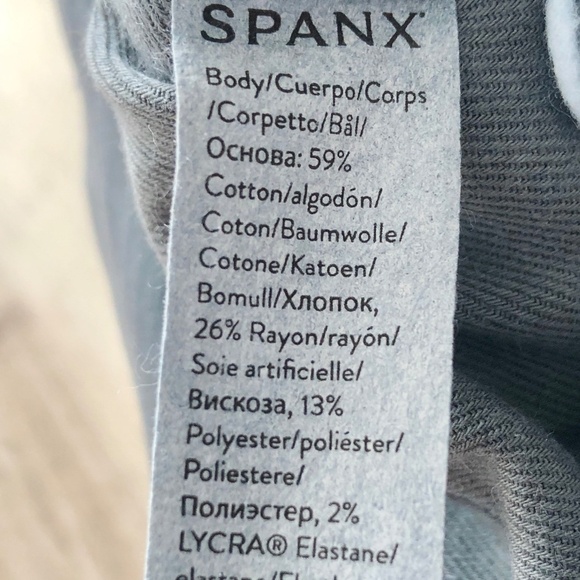 SPANX®
Body/Cuerpo/Corps
/Corpetto/Bål/
Основа: 59%
Cotton/algodón/
Coton/Baumwolle/
Cotone/Katoen/
Bomull/Хлопок,
26% Rayon/rayón/
Soie artificielle/
Вискоза, 13%
Polyester/poliéster/
Poliestere/
Полиэстер, 2%
LYCRA® Elastane/